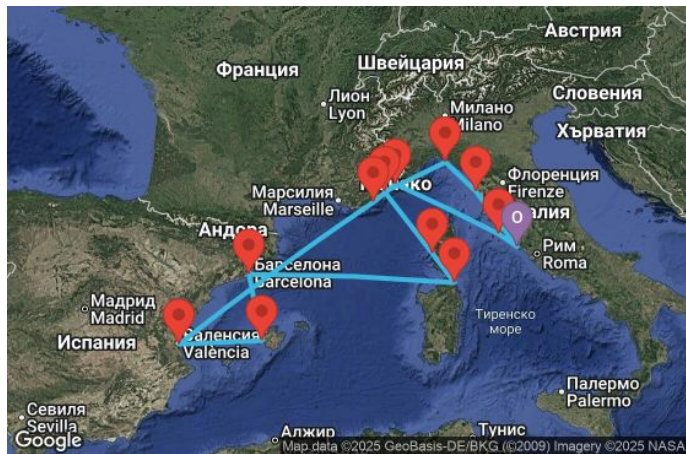 Австрия
Швейцария
Франция
Словения
Милано
Milano
Лион
Lyon
Хърватия
Флоренция
Firenze
Марсилия
Marseille
Андора
Рим
Roma
Барселона
Barcelona
Мадрид
Madrid
Тиренско
море
Испания
Валенсия
València
Палермо
Palermo
Севиля
Sevilla
Алжир
Тунис
Google
Map data ©2025 GeoBasis-DE/BKG (©2009) Imagery ©2025 NASA
O